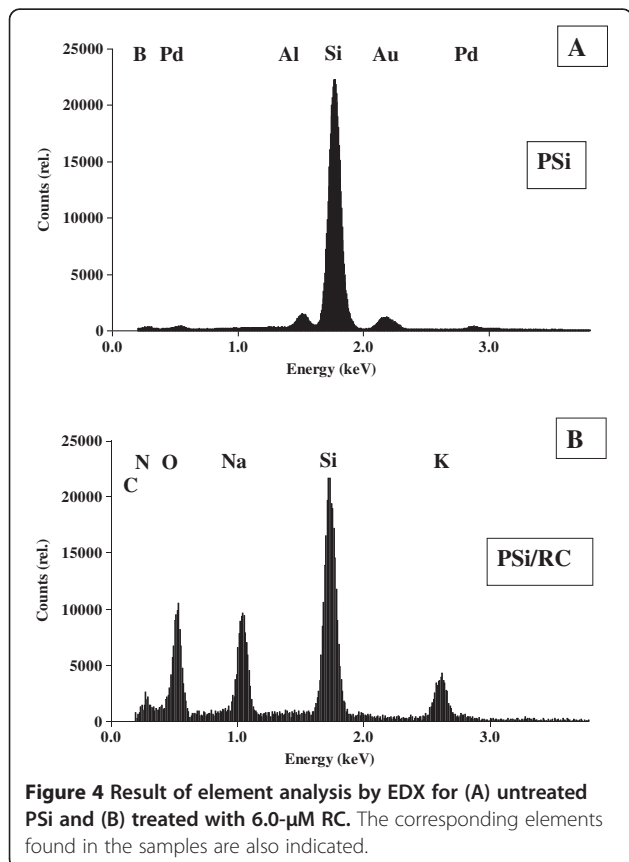 B Pd Al Si Au Pd
A
PSi
25000
20000
15000
10000
5000
0
Counts (rel.)
0.0 1.0 2.0 3.0
Energy (keV)
B
N O Na Si K
C
PSi/RC
25000
20000
15000
10000
5000
0
Counts (rel.)
0.0 1.0 2.0 3.0
Energy (keV)
Figure 4 Result of element analysis by EDX for (A) untreated
PSi and (B) treated with 6.0-μM RC. The corresponding elements
found in the samples are also indicated.